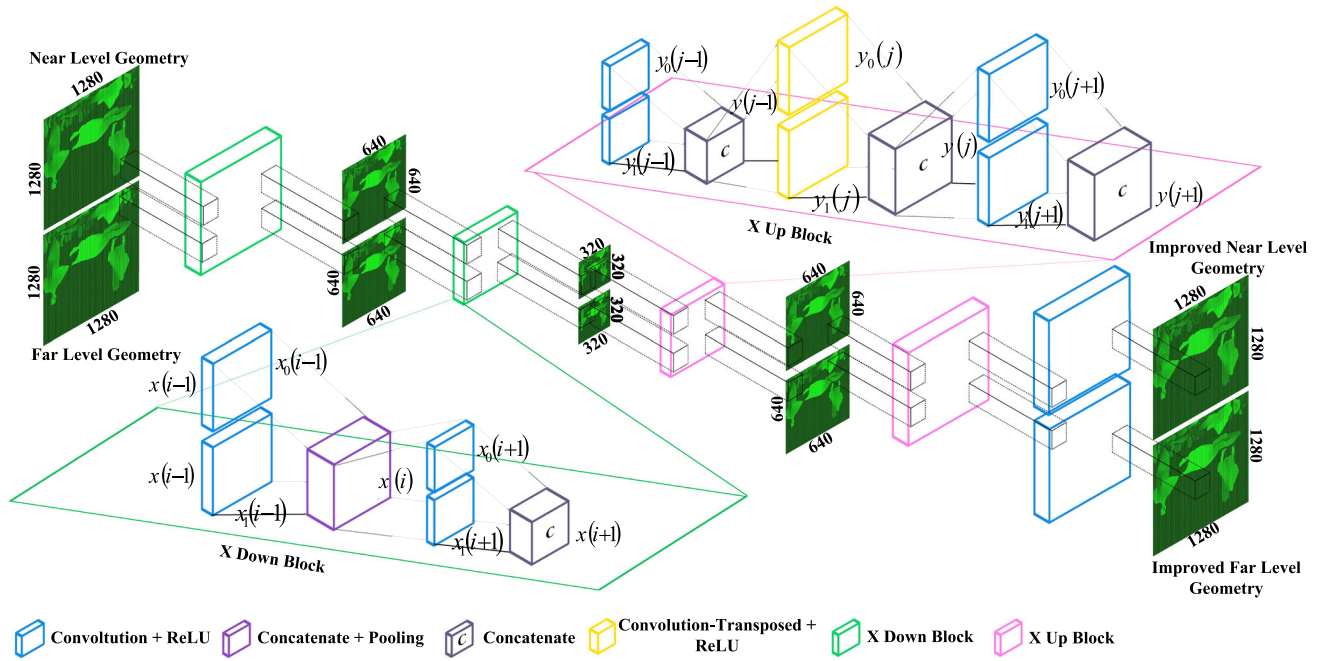 Near Level Geometry
1280
1280
1280
1280
Far Level Geometry
640
640
640
640
320
320
320
320
y₀(j−1)
y(j−1)
y₁(j−1)
C
y₀(j)
y(j)
y₁(j)
C
y₀(j+1)
y₁(j+1)
C
y(j+1)
X Up Block
640
640
640
640
Improved Near Level
Geometry
1280
1280
1280
1280
Improved Far Level
Geometry
x(i−1)
x₀(i−1)
x(i−1)
x₁(i−1)
x(i)
x₀(i+1)
x₁(i+1)
C
x(i+1)
X Down Block
Convoltution + ReLU
Concatenate + Pooling
C
Concatenate
Convolution-Transposed +
ReLU
X Down Block
X Up Block